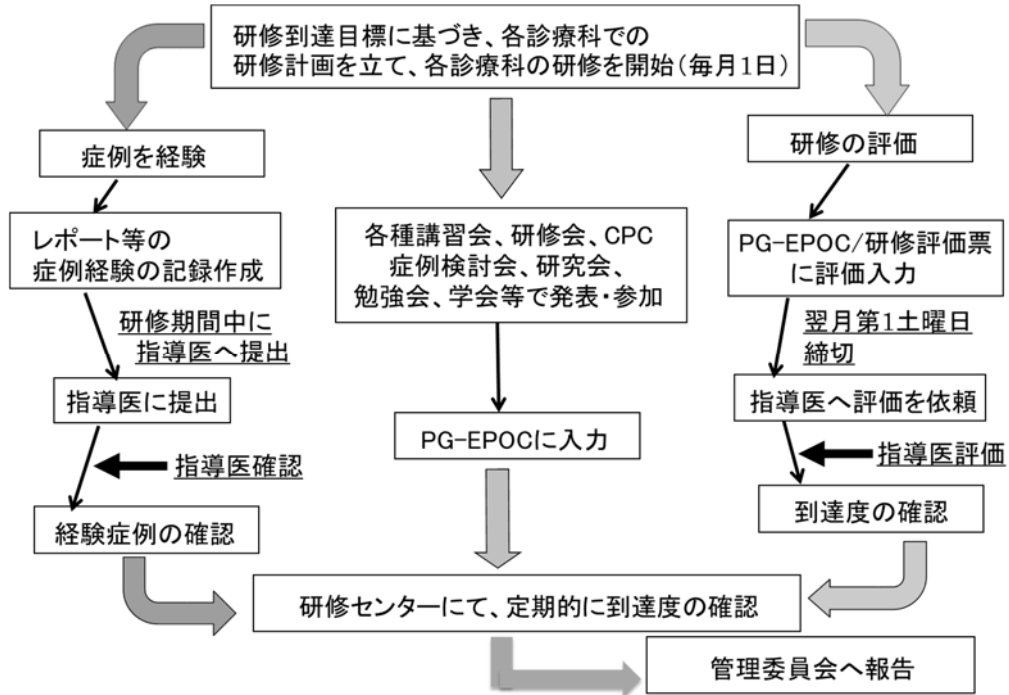 研修到達目標に基づき、各診療科での
研修計画を立て、各診療科の研修を開始(毎月1日)
症例を経験
レポート等の
症例経験の記録作成
研修期間中に
指導医へ提出
指導医に提出
指導医確認
経験症例の確認
各種講習会、研修会、CPC
症例検討会、研究会、
勉強会、学会等で発表・参加
PG-EPOCに入力
研修の評価
PG-EPOC/研修評価票
に評価入力
翌月第1土曜日
締切
指導医へ評価を依頼
指導医評価
到達度の確認
研修センターにて、定期的に到達度の確認
管理委員会へ報告